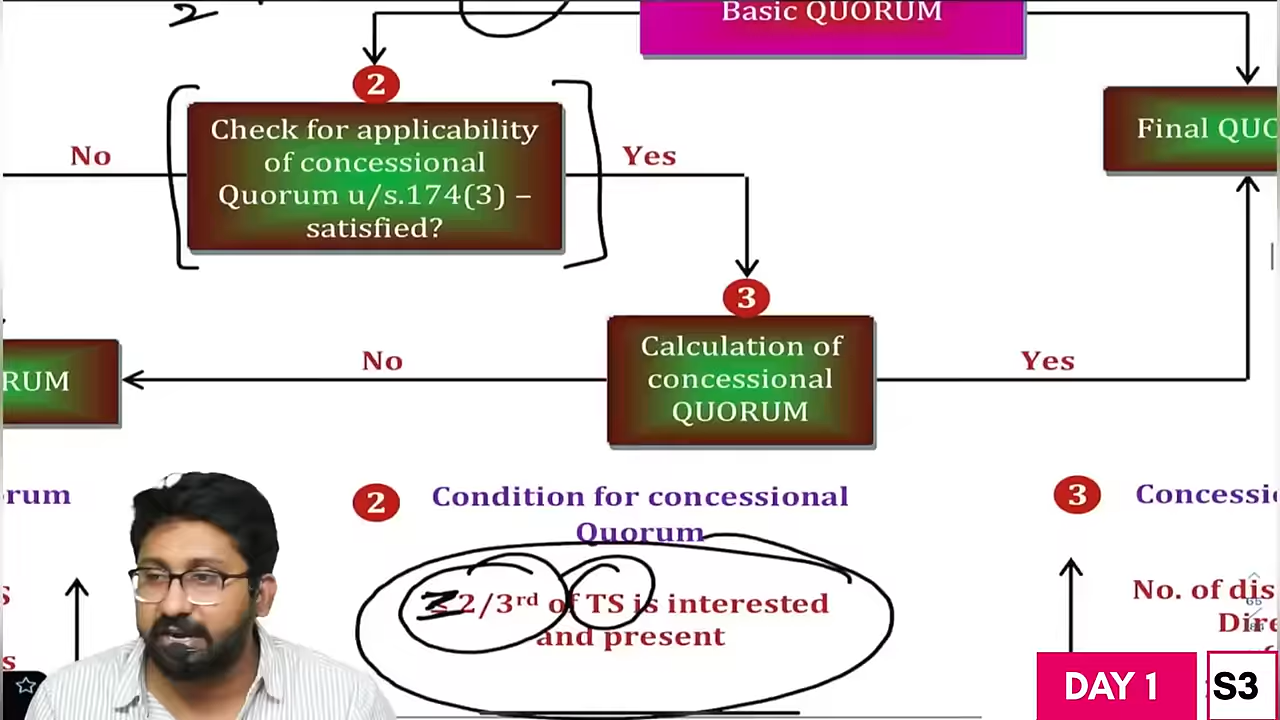 2
Basic QUORUM
2
Check for applicability
of concessional
Quorum u/s.174(3) –
satisfied?
No
Yes
Final QUO
3
Calculation of
concessional
QUORUM
No
Yes
RUM
rum
2
Condition for concessional
Quorum
2/3rd of TS is interested
and present
3
Concessi
No. of dis
Dire
s
s
DAY 1
S3